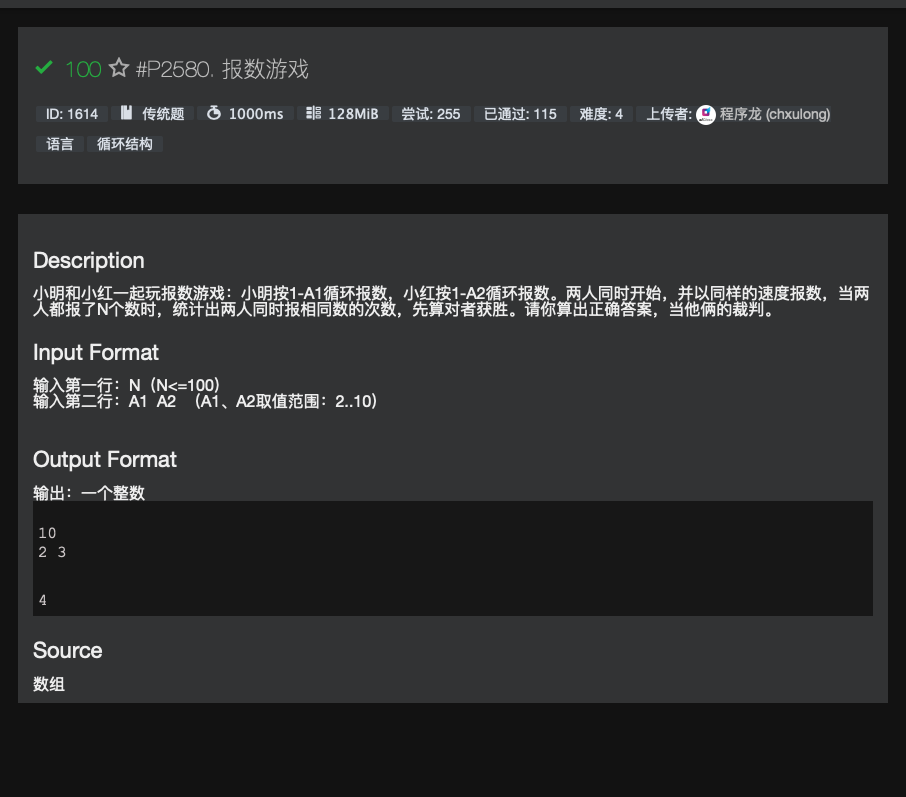 100 #P2580. 报数游戏
ID: 1614 传统题 1000ms 128MiB 尝试: 255 已通过: 115 难度: 4 上传者: 程序龙 (chxulong)
语言 循环结构
Description
小明和小红一起玩报数游戏：小明按1-A1循环报数，小红按1-A2循环报数。两人同时开始，并以同样的速度报数，当两
人都报了N个数时，统计出两人同时报相同数的次数，先算对者获胜。请你算出正确答案，当他俩的裁判。
Input Format
输入第一行：N（N<=100）
输入第二行：A1 A2 （A1、A2取值范围：2..10）
Output Format
输出：一个整数
10
2 3
4
Source
数组